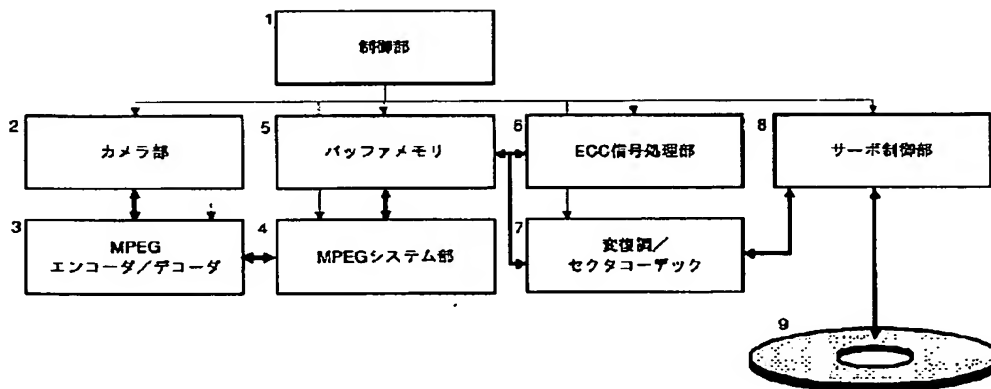 1
制御部
2
カメラ部
5
バッファメモリ
6
ECC信号処理部
8
サーボ制御部
3
MPEG
エンコーダ/デコーダ
4
MPEGシステム部
7
変復調/
セクタコーデック
9